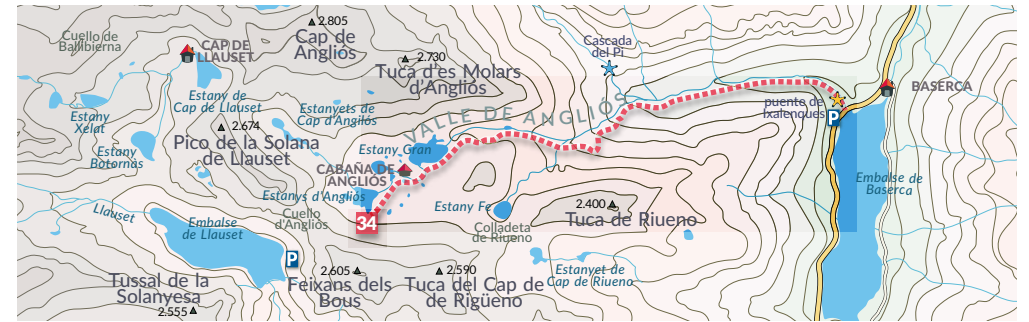 2.805
Cuello de
Ballibierna
CAP DE
LLAUSET
Cap de
Angliós
2.730
Cascada
del Pi
Tuca d'es Molars
d'Angliós
Estany de
Cap de Llauset
Estanyets de
Cap d'Angliós
VALLE DE ANGLIÓS
puente de
Ixalenques
P
BASERCA
Estany
Xelat
2.674
Pico de la Solana
de Llauset
Estany
Botornàs
Estany Gran
CABAÑA DE
ANGLIÓS
Estanys d'Angliós
Embalse de
Baserca
Llauset
Embalse
de Llauset
Cuello
d'Angliós
34
Estany Fe
Colladeta
de Riueno
2.400
Tuca de Riueno
P
2.605
Feixans dels
Bous
2.590
Tuca del Cap de
de Rigüeno
Estanyet de
Cap de Riueno
Tussal de la
Solanyesa
2.555